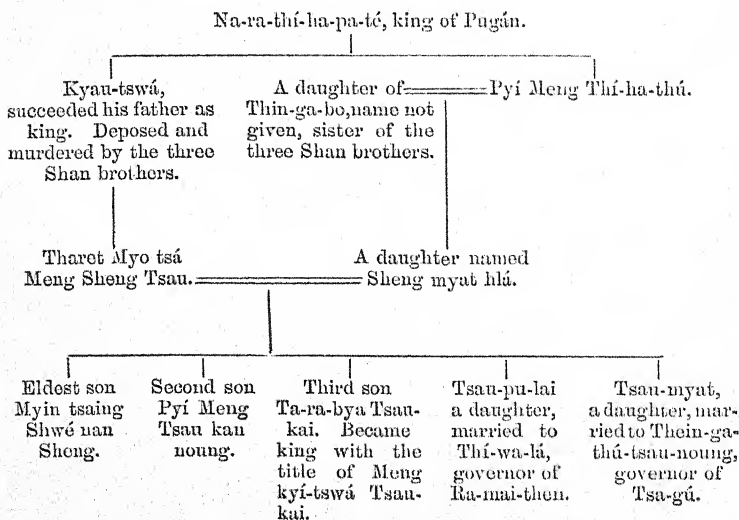 Na-ra-thí-ha-pa-té, king of Pugán.
Kyau-tswá,
succeeded his father as
king. Deposed and
murdered by the three
Shan brothers.
A daughter of
Thin-ga-bo, name not
given, sister of the
three Shan brothers.
Pyí Meng Thí-ha-thú.
Tharet Myo tsá
Meng Sheng Tsau.
A daughter named
Sheng myat hlá.
Eldest son
Myin tsaing
Shwé nan
Sheng.
Second son
Pyí Meng
Tsau kan
noung.
Third son
Ta-ra-bya Tsau-
kai. Became
king with the
title of Meng
kyí-tswá Tsau-
kai.
Tsau-pu-lai
a daughter,
married to
Thí-wa-lá,
governor of
Ra-mai-then.
Tsau-myat,
a daughter, mar-
ried to Thein-ga-
thú-tsau-noung,
governor of
Tsa-gú.